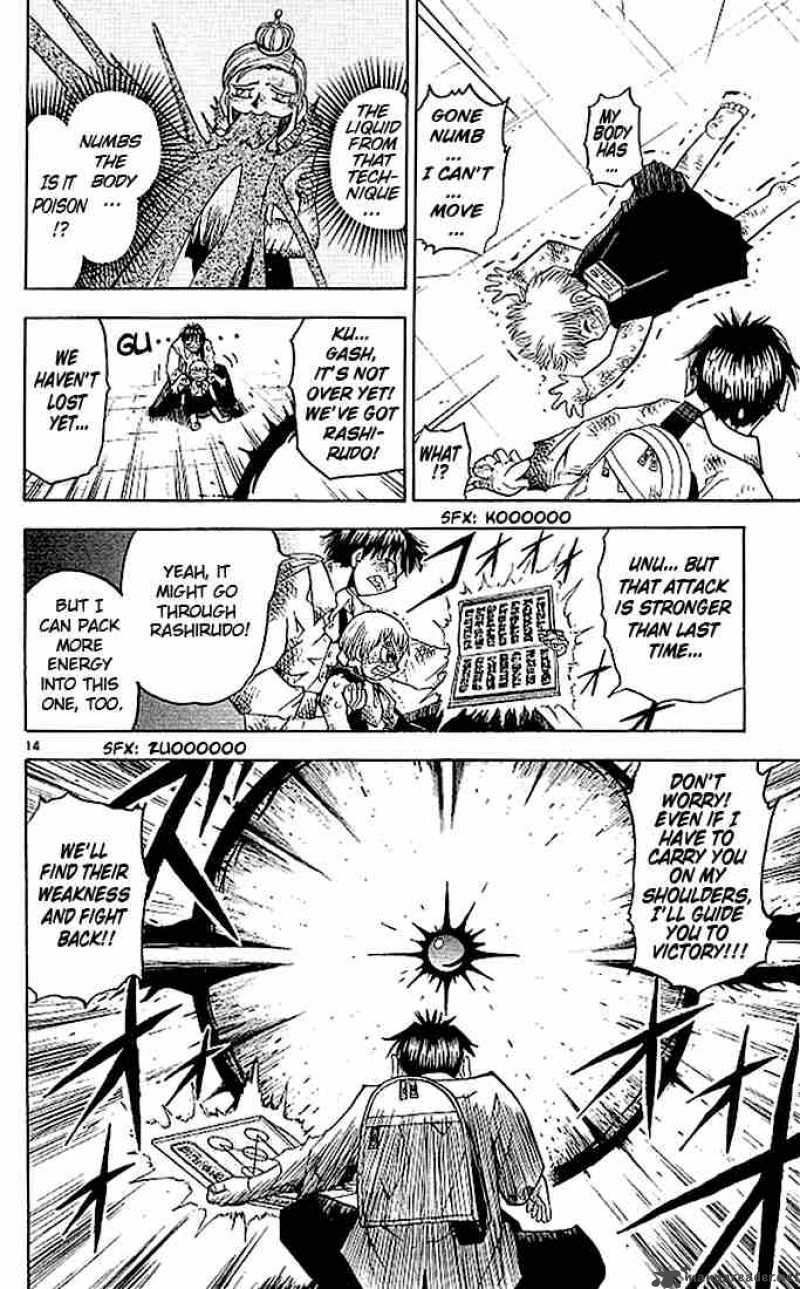 MY
BODY
HAS
...
GONE
NUMB
...
I CAN'T
...
MOVE
...
WHAT
!?
THE
LIQUID
FROM
THAT
TECH-
NIQUE
...
NUMBS
THE
BODY
...
IS IT
POISON
!?
KU...
GASH,
IT'S NOT
OVER YET!
WE'VE GOT
RASHI-
RUDO!
GU...
WE
HAVEN'T
LOST
YET...
SFX: KOOOOOO
UNU... BUT
THAT ATTACK
IS STRONGER
THAN LAST
TIME...
YEAH, IT
MIGHT GO
THROUGH
RASHIRUDO!
BUT I
CAN PACK
MORE
ENERGY
INTO THIS
ONE, TOO.
14
SFX: ZUOOOOOO
DON'T
WORRY!
EVEN IF I
HAVE TO
CARRY YOU
ON MY
SHOULDERS,
I'LL GUIDE
YOU TO
VICTORY!!!
WE'LL
FIND THEIR
WEAKNESS
AND FIGHT
BACK!!
mangareader